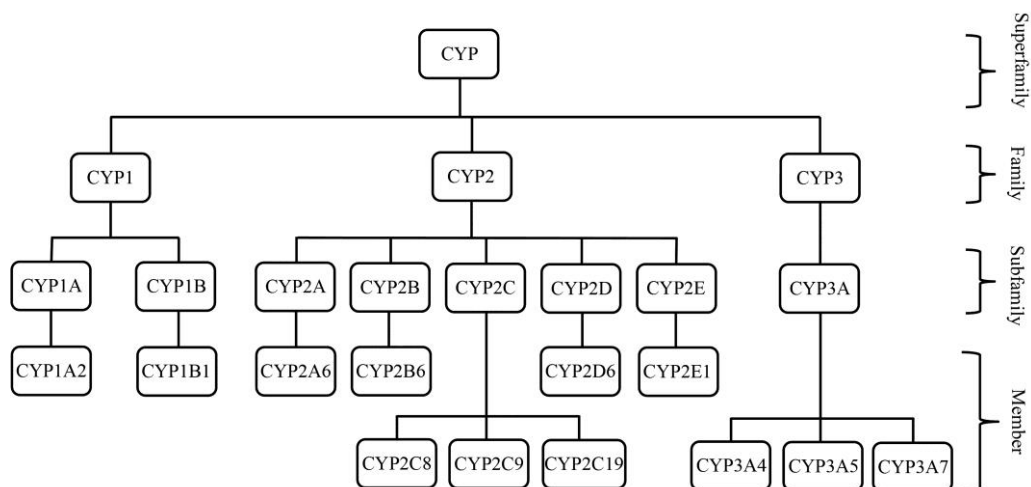 CYP
Superfamily
CYP1
CYP2
CYP3
Family
CYP1A
CYP1B
CYP2A
CYP2B
CYP2C
CYP2D
CYP2E
CYP3A
Subfamily
CYP1A2
CYP1B1
CYP2A6
CYP2B6
CYP2D6
CYP2E1
CYP2C8
CYP2C9
CYP2C19
CYP3A4
CYP3A5
CYP3A7
Member